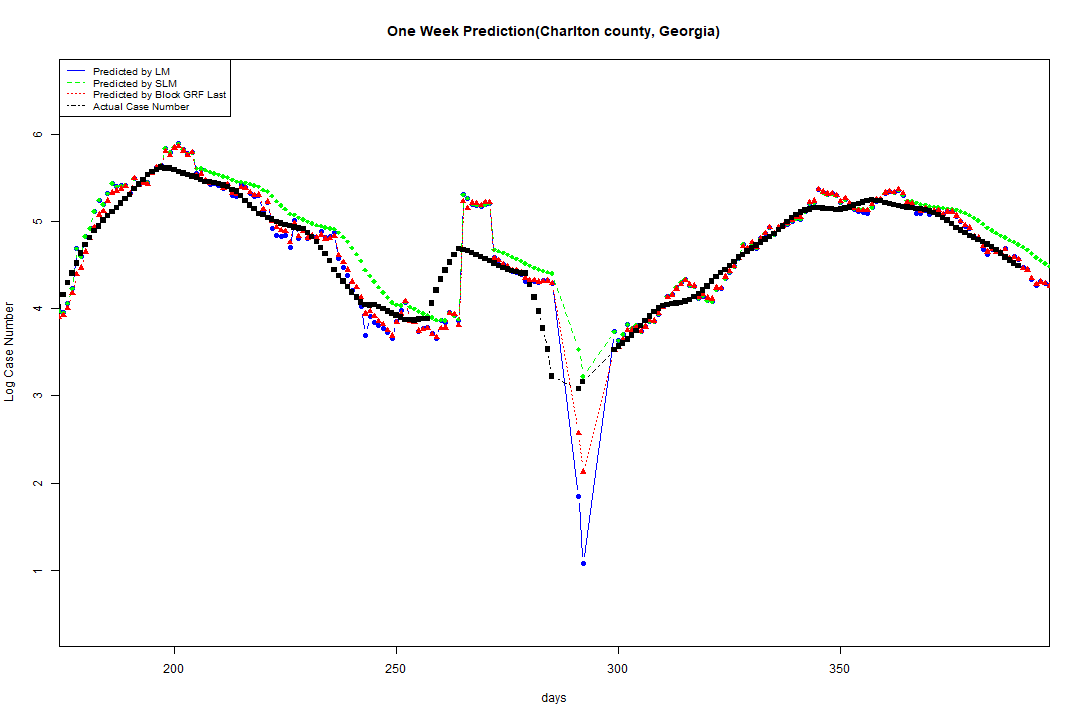 One Week Prediction(Charlton county, Georgia)
Predicted by LM
Predicted by SLM
Predicted by Block GRF Last
Actual Case Number
Log Case Number
6
5
4
3
2
1
200 250 300 350
days